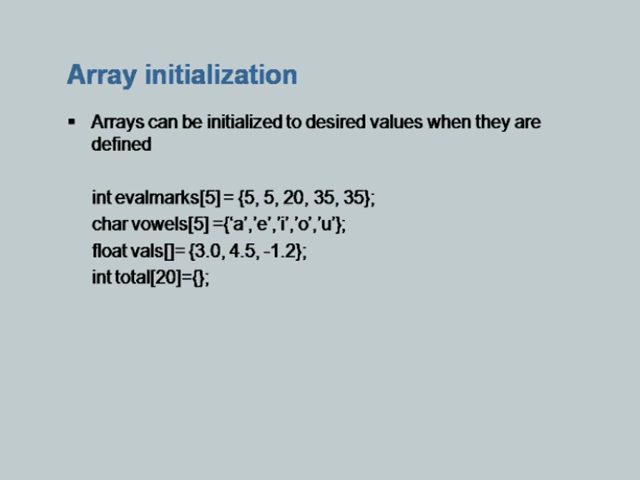 Array initialization
▪ Arrays can be initialized to desired values when they are
defined
int evalmarks[5] = {5, 5, 20, 35, 35};
char vowels[5] ={‘a’,’e’,’i’,’o’,’u’};
float vals[]= {3.0, 4.5, -1.2};
int total[20]={};